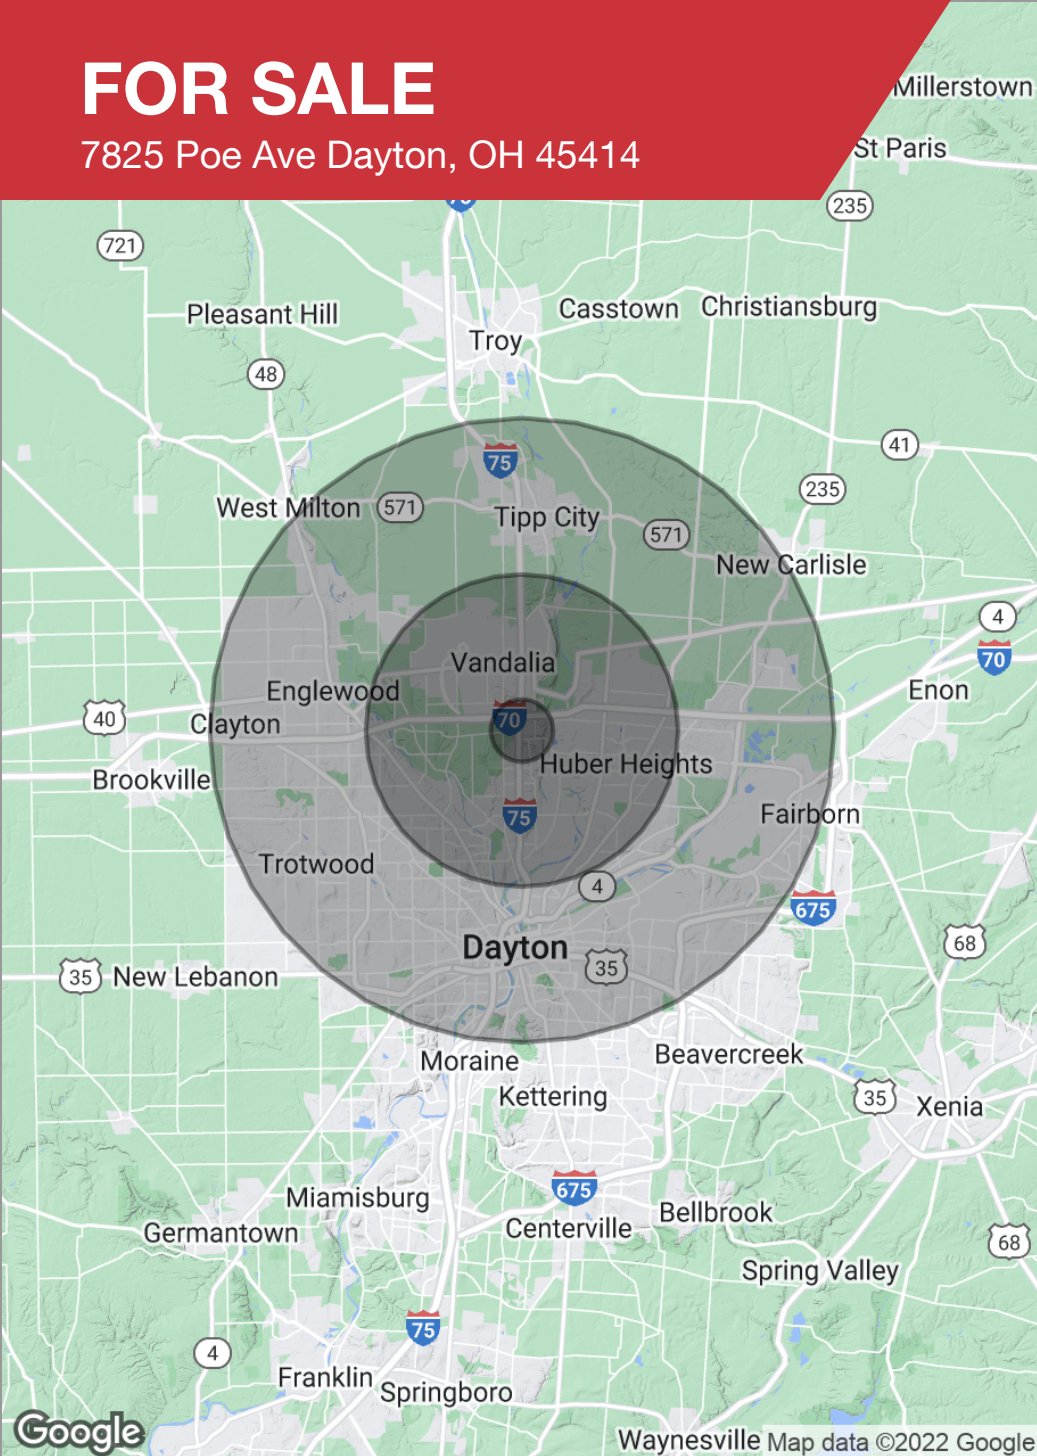 FOR SALE
7825 Poe Ave Dayton, OH 45414
Millerstown
St Paris
235
721
Pleasant Hill
Casstown
Christiansburg
Troy
48
41
75
235
West Milton
571
Tipp City
571
New Carlisle
4
70
Vandalia
Englewood
Enon
40
Clayton
70
Huber Heights
Brookville
75
Fairborn
Trotwood
4
675
Dayton
68
35
New Lebanon
35
Moraine
Beavercreek
Kettering
35
Xenia
675
Miamisburg
Bellbrook
Germantown
Centerville
68
Spring Valley
75
4
Franklin
Springboro
Google
Waynesville
Map data ©2022 Google